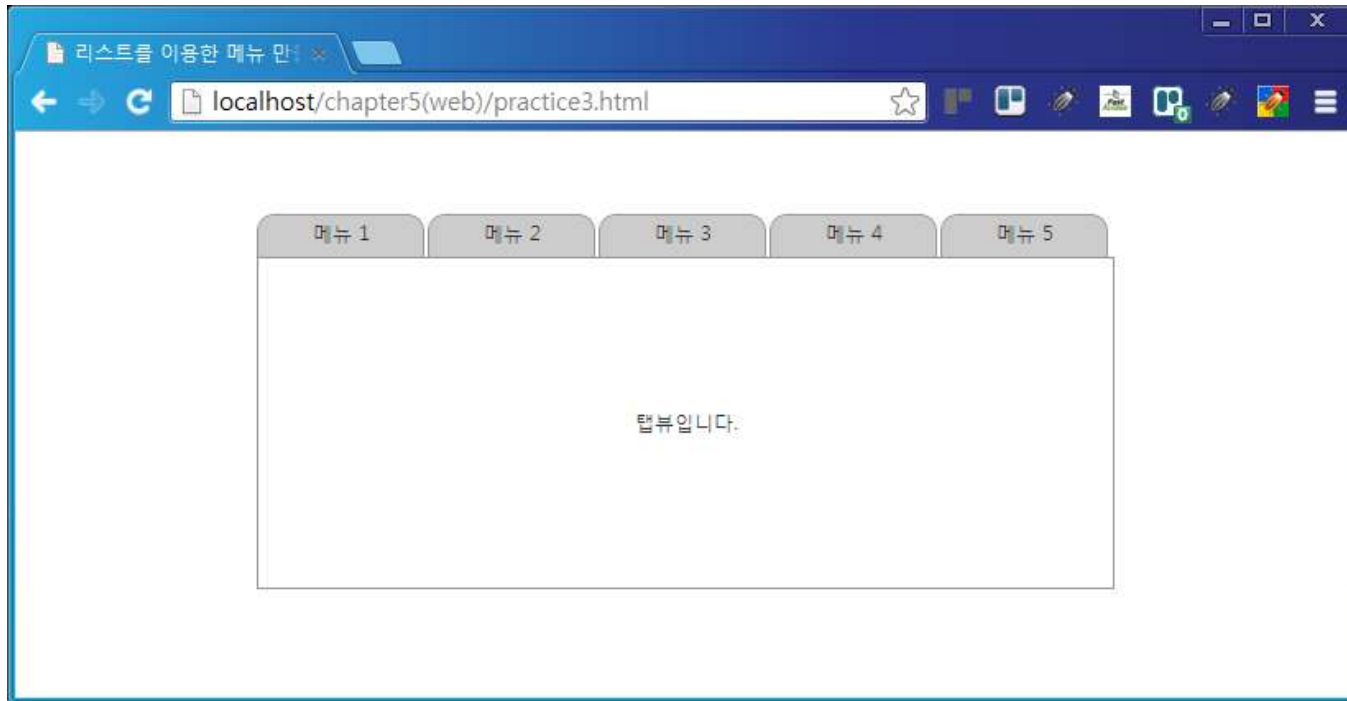 리스트를 이용한 메뉴 만
localhost/chapter5(web)/practice3.html
0
메뉴 1 메뉴 2 메뉴 3 메뉴 4 메뉴 5
탭뷰입니다.